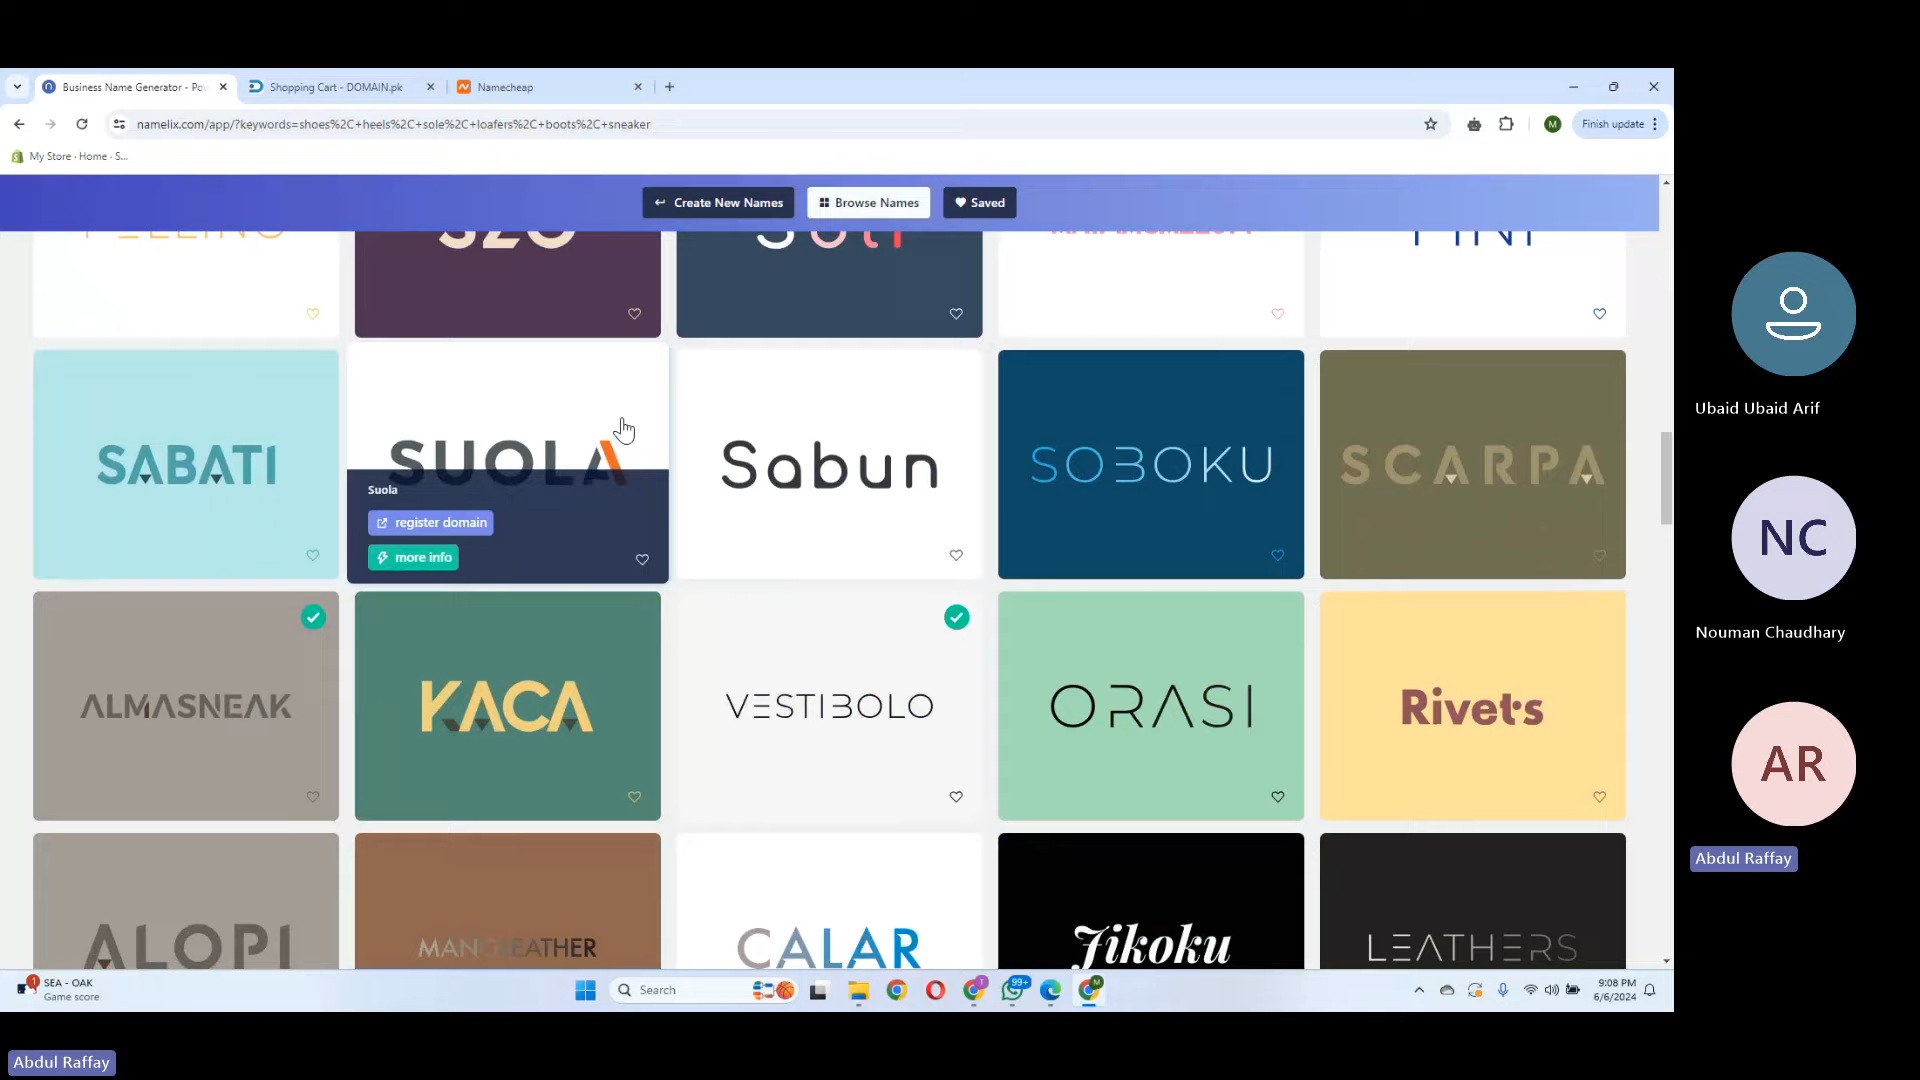 Business Name Generator - Pow
Shopping Cart - DOMAIN.pk
Namecheap
namelix.com/app/?keywords=shoes%2C+heels%2C+sole%2C+loafers%2C+boots%2C+sneaker
M
Finish update
My Store · Home · S...
Create New Names
Browse Names
Saved
SABATI
SUOLA
Suola
register domain
more info
Sabun
SOBOKU
SCARPA
ALMASNEAK
KACA
VESTIBOLO
ORASI
Rivets
ALOPI
MANOLEATHER
CALAR
Jikoku
LEATHERS
Ubaid Ubaid Arif
NC
Nouman Chaudhary
AR
Abdul Raffay
1
SEA - OAK
Game score
Search
99+
9:08 PM
6/6/2024
Abdul Raffay